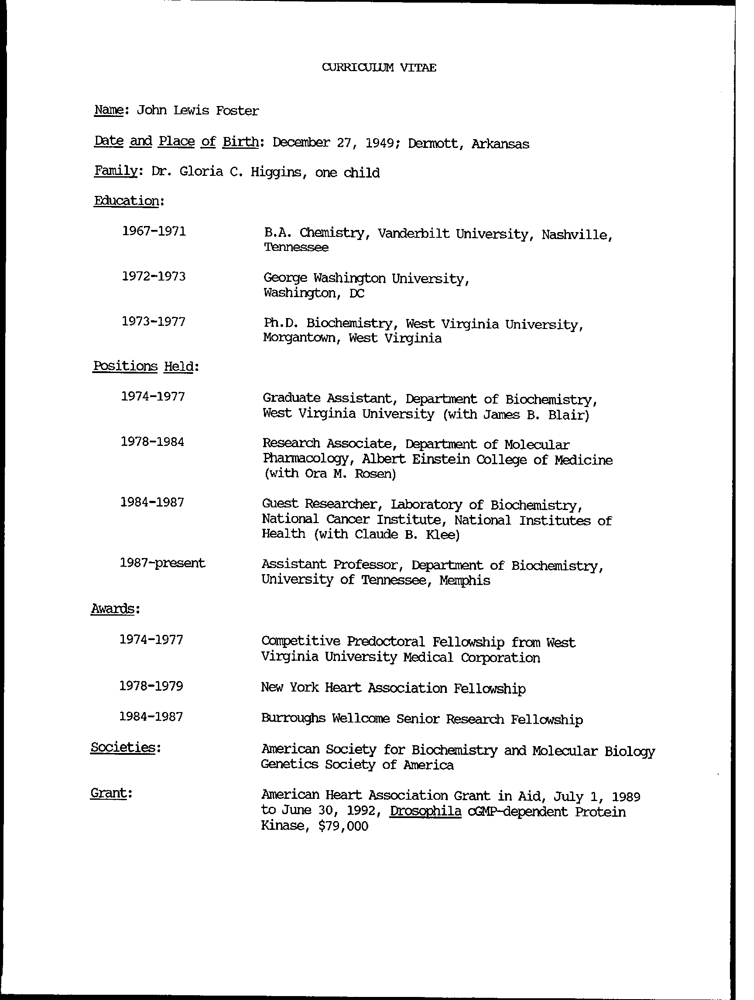 CURRICULUM VITAE
Name: John Lewis Foster
Date and Place of Birth: December 27, 1949; Dermott, Arkansas
Family: Dr. Gloria C. Higgins, one child
Education:
1967-1971 B.A. Chemistry, Vanderbilt University, Nashville,
Tennessee
1972-1973 George Washington University,
Washington, DC
1973-1977 Ph.D. Biochemistry, West Virginia University,
Morgantown, West Virginia
Positions Held:
1974-1977 Graduate Assistant, Department of Biochemistry,
West Virginia University (with James B. Blair)
1978-1984 Research Associate, Department of Molecular
Pharmacology, Albert Einstein College of Medicine
(with Ora M. Rosen)
1984-1987 Guest Researcher, Laboratory of Biochemistry,
National Cancer Institute, National Institutes of
Health (with Claude B. Klee)
1987-present Assistant Professor, Department of Biochemistry,
University of Tennessee, Memphis
Awards:
1974-1977 Competitive Predoctoral Fellowship from West
Virginia University Medical Corporation
1978-1979 New York Heart Association Fellowship
1984-1987 Burroughs Wellcome Senior Research Fellowship
Societies: American Society for Biochemistry and Molecular Biology
Genetics Society of America
Grant: American Heart Association Grant in Aid, July 1, 1989
to June 30, 1992, Drosophila cGMP-dependent Protein
Kinase, $79,000